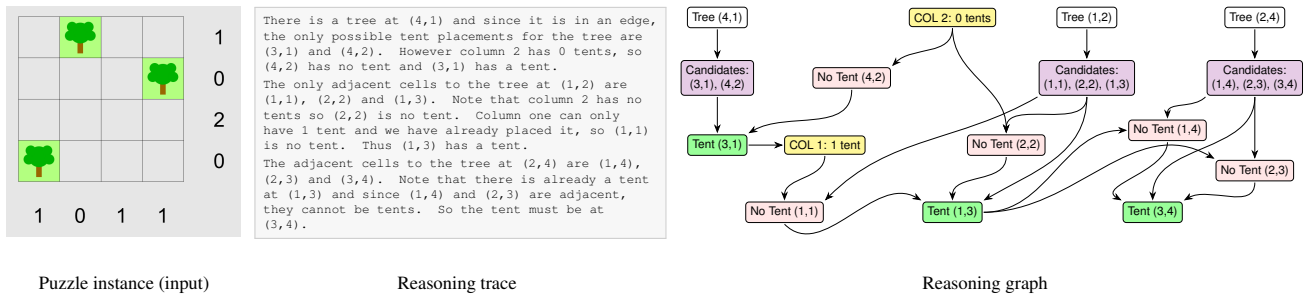 1
0
2
0
1 0 1 1
Puzzle instance (input)
There is a tree at (4,1) and since it is in an edge,
the only possible tent placements for the tree are
(3,1) and (4,2). However column 2 has 0 tents, so
(4,2) has no tent and (3,1) has a tent.
The only adjacent cells to the tree at (1,2) are
(1,1), (2,2) and (1,3). Note that column 2 has no
tents so (2,2) is no tent. Column one can only
have 1 tent and we have already placed it, so (1,1)
is no tent. Thus (1,3) has a tent.
The adjacent cells to the tree at (2,4) are (1,4),
(2,3) and (3,4). Note that there is already a tent
at (1,3) and since (1,4) and (2,3) are adjacent,
they cannot be tents. So the tent must be at
(3,4).
Reasoning trace
Tree (4,1)
COL 2: 0 tents
Tree (1,2)
Tree (2,4)
Candidates:
(3,1), (4,2)
No Tent (4,2)
Candidates:
(1,1), (2,2), (1,3)
Candidates:
(1,4), (2,3), (3,4)
Tent (3,1)
COL 1: 1 tent
No Tent (2,2)
No Tent (1,4)
No Tent (2,3)
No Tent (1,1)
Tent (1,3)
Tent (3,4)
Reasoning graph